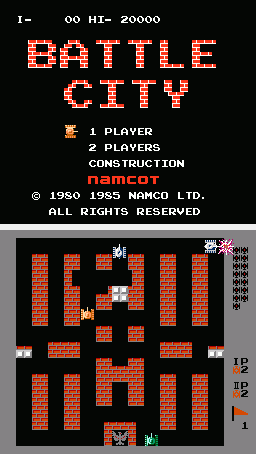 I-     00 HI- 20000
BATTLE
CITY
1 PLAYER
2 PLAYERS
CONSTRUCTION
namcot
© 1980 1985 NAMCO LTD.
ALL RIGHTS RESERVED
IP
2
IP
2
1